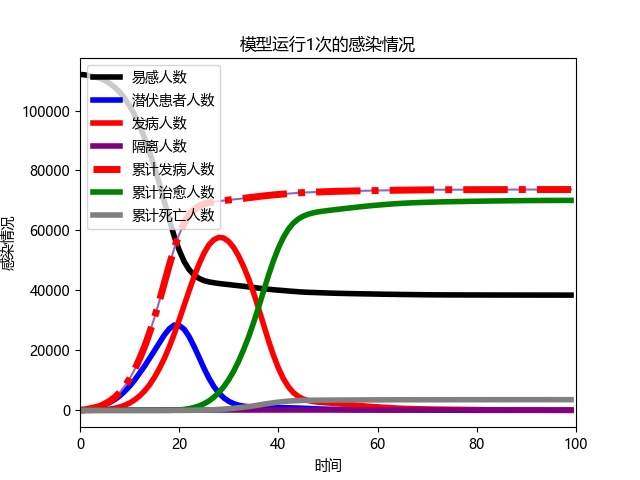 模型运行1次的感染情况
易感人数
潜伏患者人数
发病人数
隔离人数
累计发病人数
累计治愈人数
累计死亡人数
感染情况
100000
80000
60000
40000
20000
0
0 20 40 60 80 100
时间